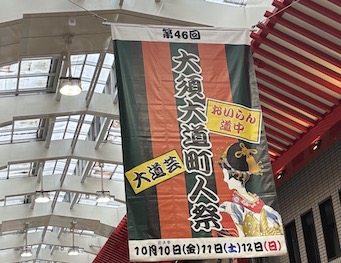 第46回
大須大道町人祭
おいらん
道中
大道芸
10月10日(金)11日(土)12日(日)